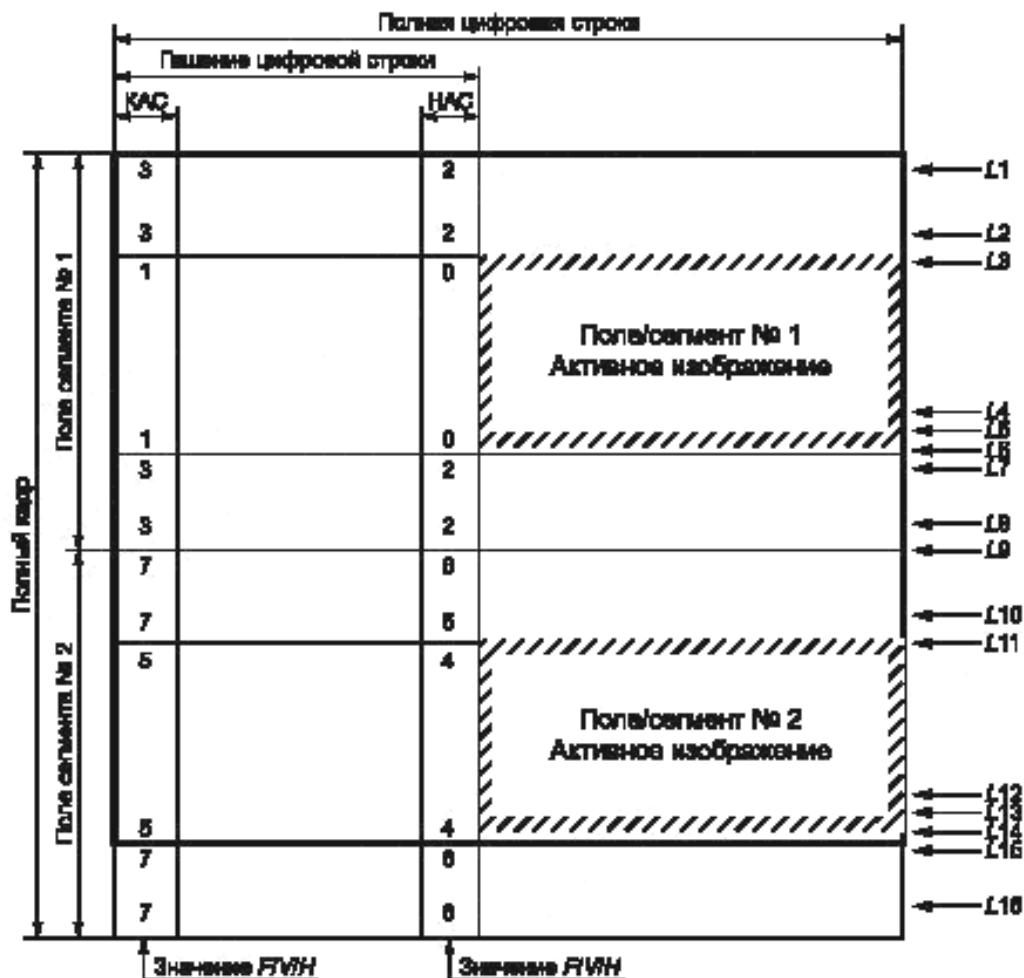 Полная цифровая строка
Гашение цифровой строки
КАС НАС
3 2 L1
3 2 L2
1 0 L3
Поле/сегмент № 1
Активное изображение
L4
1 0 L5
L6
3 2 L7
3 2 L8
L9
7 6
7 6 L10
L11
5 4
Поле/сегмент № 2
Активное изображение
L12
L13
5 4 L14
7 6 L15
7 6 L16
Значение F/V/H Значение F/V/H
Полный кадр
Поле сегмента № 1
Поле сегмента № 2